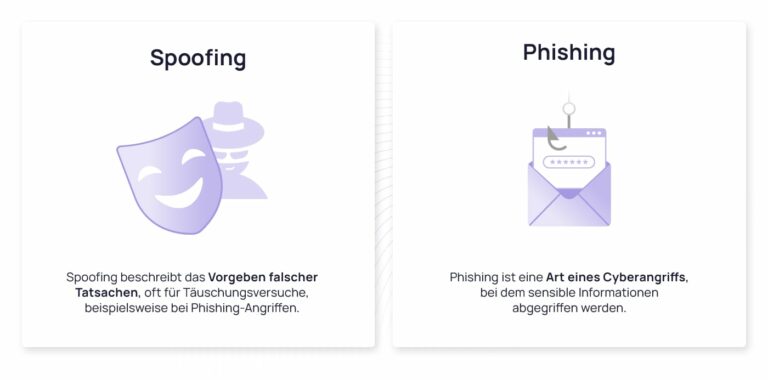 Spoofing
Spoofing beschreibt das Vorgeben falscher
Tatsachen, oft für Täuschungsversuche,
beispielsweise bei Phishing-Angriffen.
Phishing
******
Phishing ist eine Art eines Cyberangriffs,
bei dem sensible Informationen
abgegriffen werden.